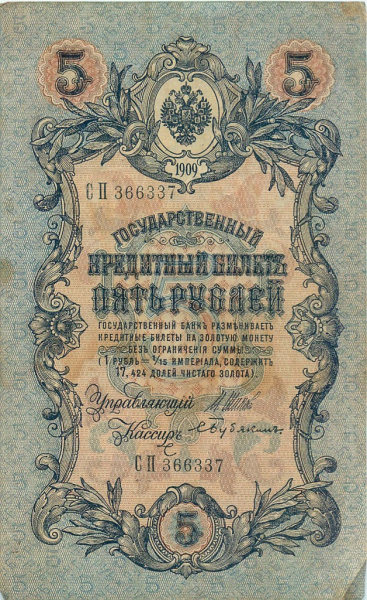 5 5
1909
СП 366337
ГОСУДАРСТВЕННЫЙ
КРЕДИТНЫЙ БИЛЕТЪ
ПЯТЬ РУБЛЕЙ
ГОСУДАРСТВЕННЫЙ БАНКЪ РАЗМѢНИВАЕТЪ
КРЕДИТНЫЕ БИЛЕТЫ НА ЗОЛОТУЮ МОНЕТУ
БЕЗЪ ОГРАНИЧЕНІЯ СУММЫ
(1 РУБЛЬ = 1/15 ИМПЕРІАЛА, СОДЕРЖИТЪ
17,424 ДОЛЕЙ ЧИСТАГО ЗОЛОТА).
Управляющій
Кассиръ
СП 366337
5